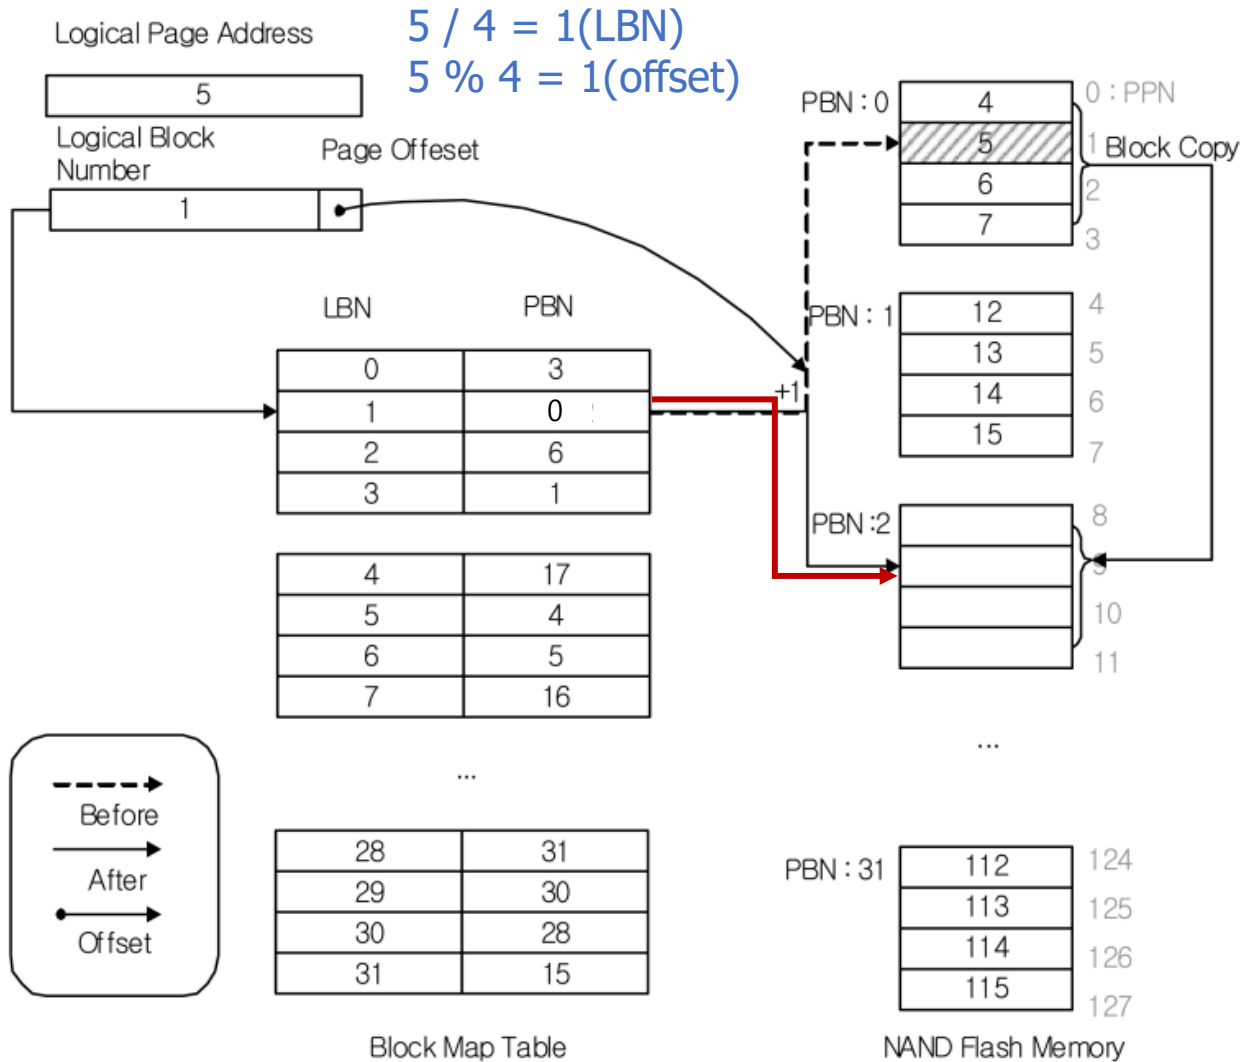 5 / 4 = 1(LBN)
5 % 4 = 1(offset)
Logical Page Address
5
Logical Block
Number
Page Offeset
1
LBN PBN
0 3
1 0
2 6
3 1
4 17
5 4
6 5
7 16
...
28 31
29 30
30 28
31 15
Block Map Table
+1
PBN : 0
4 0 : PPN
5 1
6 2
7 3
Block Copy
PBN : 1
12 4
13 5
14 6
15 7
PBN :2
8
9
10
11
...
PBN : 31
112 124
113 125
114 126
115 127
NAND Flash Memory
Before
After
Offset